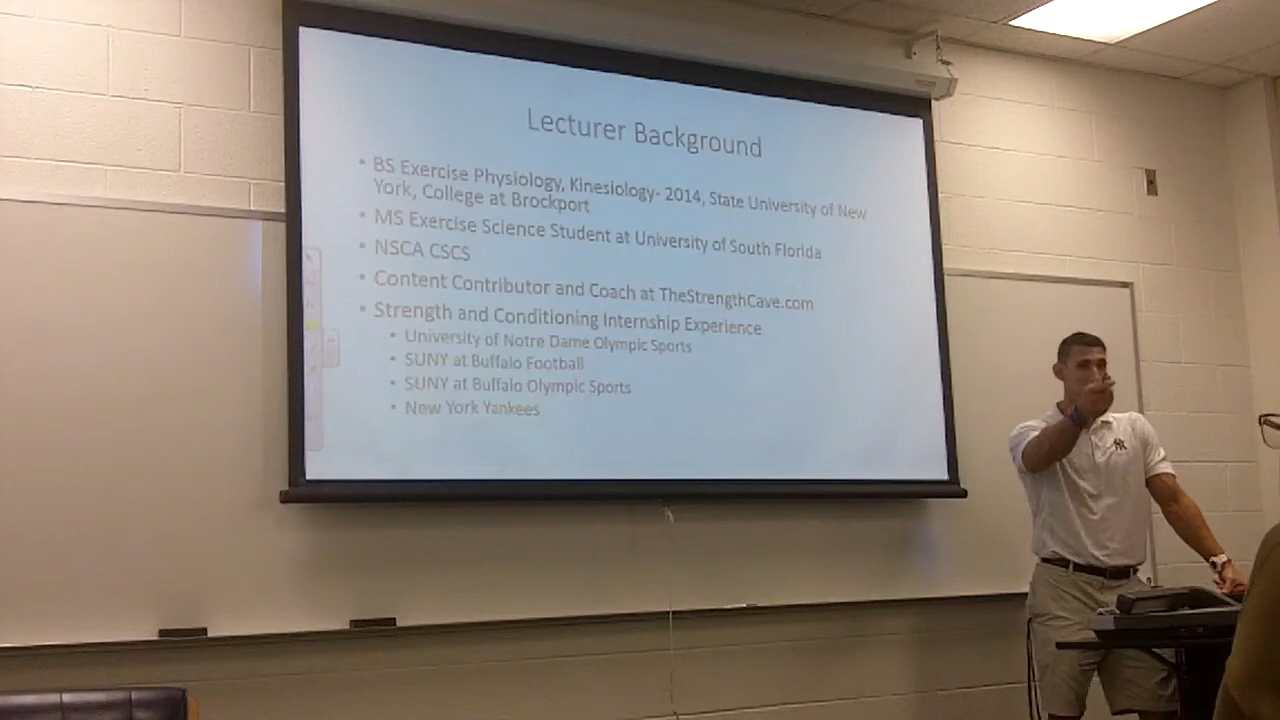 Lecturer Background
• BS Exercise Physiology, Kinesiology- 2014, State University of New
York, College at Brockport
• MS Exercise Science Student at University of South Florida
• NSCA CSCS
• Content Contributor and Coach at TheStrengthCave.com
• Strength and Conditioning Internship Experience
• University of Notre Dame Olympic Sports
• SUNY at Buffalo Football
• SUNY at Buffalo Olympic Sports
• New York Yankees
NY